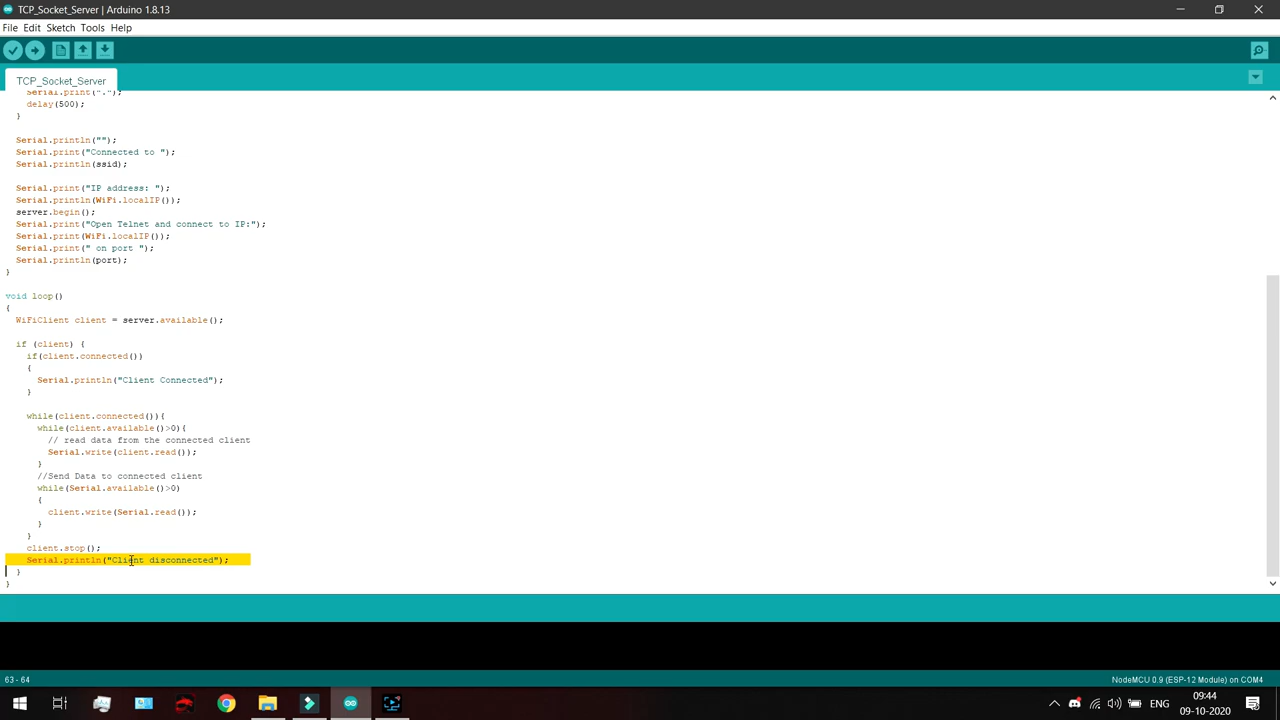 TCP_Socket_Server | Arduino 1.8.13
File Edit Sketch Tools Help
TCP_Socket_Server
Serial.print(".");
delay(500);
}
Serial.println("");
Serial.print("Connected to ");
Serial.println(ssid);
Serial.print("IP address: ");
Serial.println(WiFi.localIP());
server.begin();
Serial.print("Open Telnet and connect to IP:");
Serial.print(WiFi.localIP());
Serial.print(" on port ");
Serial.println(port);
}
void loop()
{
WiFiClient client = server.available();
if (client) {
if(client.connected())
{
Serial.println("Client Connected");
}
while(client.connected()){
while(client.available()>0){
// read data from the connected client
Serial.write(client.read());
}
//Send Data to connected client
while(Serial.available()>0)
{
client.write(Serial.read());
}
}
client.stop();
Serial.println("Client disconnected");
}
}
63 - 64
NodeMCU 0.9 (ESP-12 Module) on COM4
ENG
09:44
09-10-2020